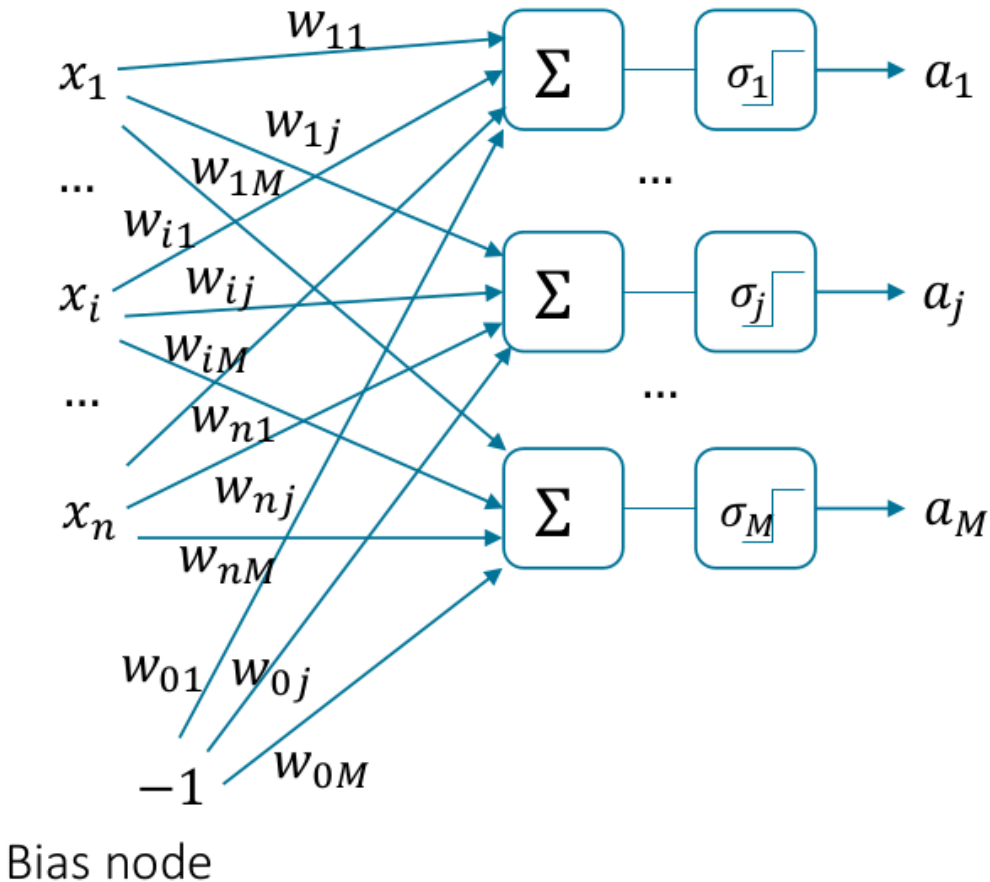 w₁₁
x₁ Σ σ₁ a₁
w₁ⱼ
w₁M
... ...
wᵢ₁
wᵢⱼ
xᵢ Σ σⱼ aⱼ
wᵢM
... ...
wₙ₁
wₙⱼ
xₙ Σ σM aM
wₙM
w₀₁ w₀ⱼ
w₀M
−1
Bias node